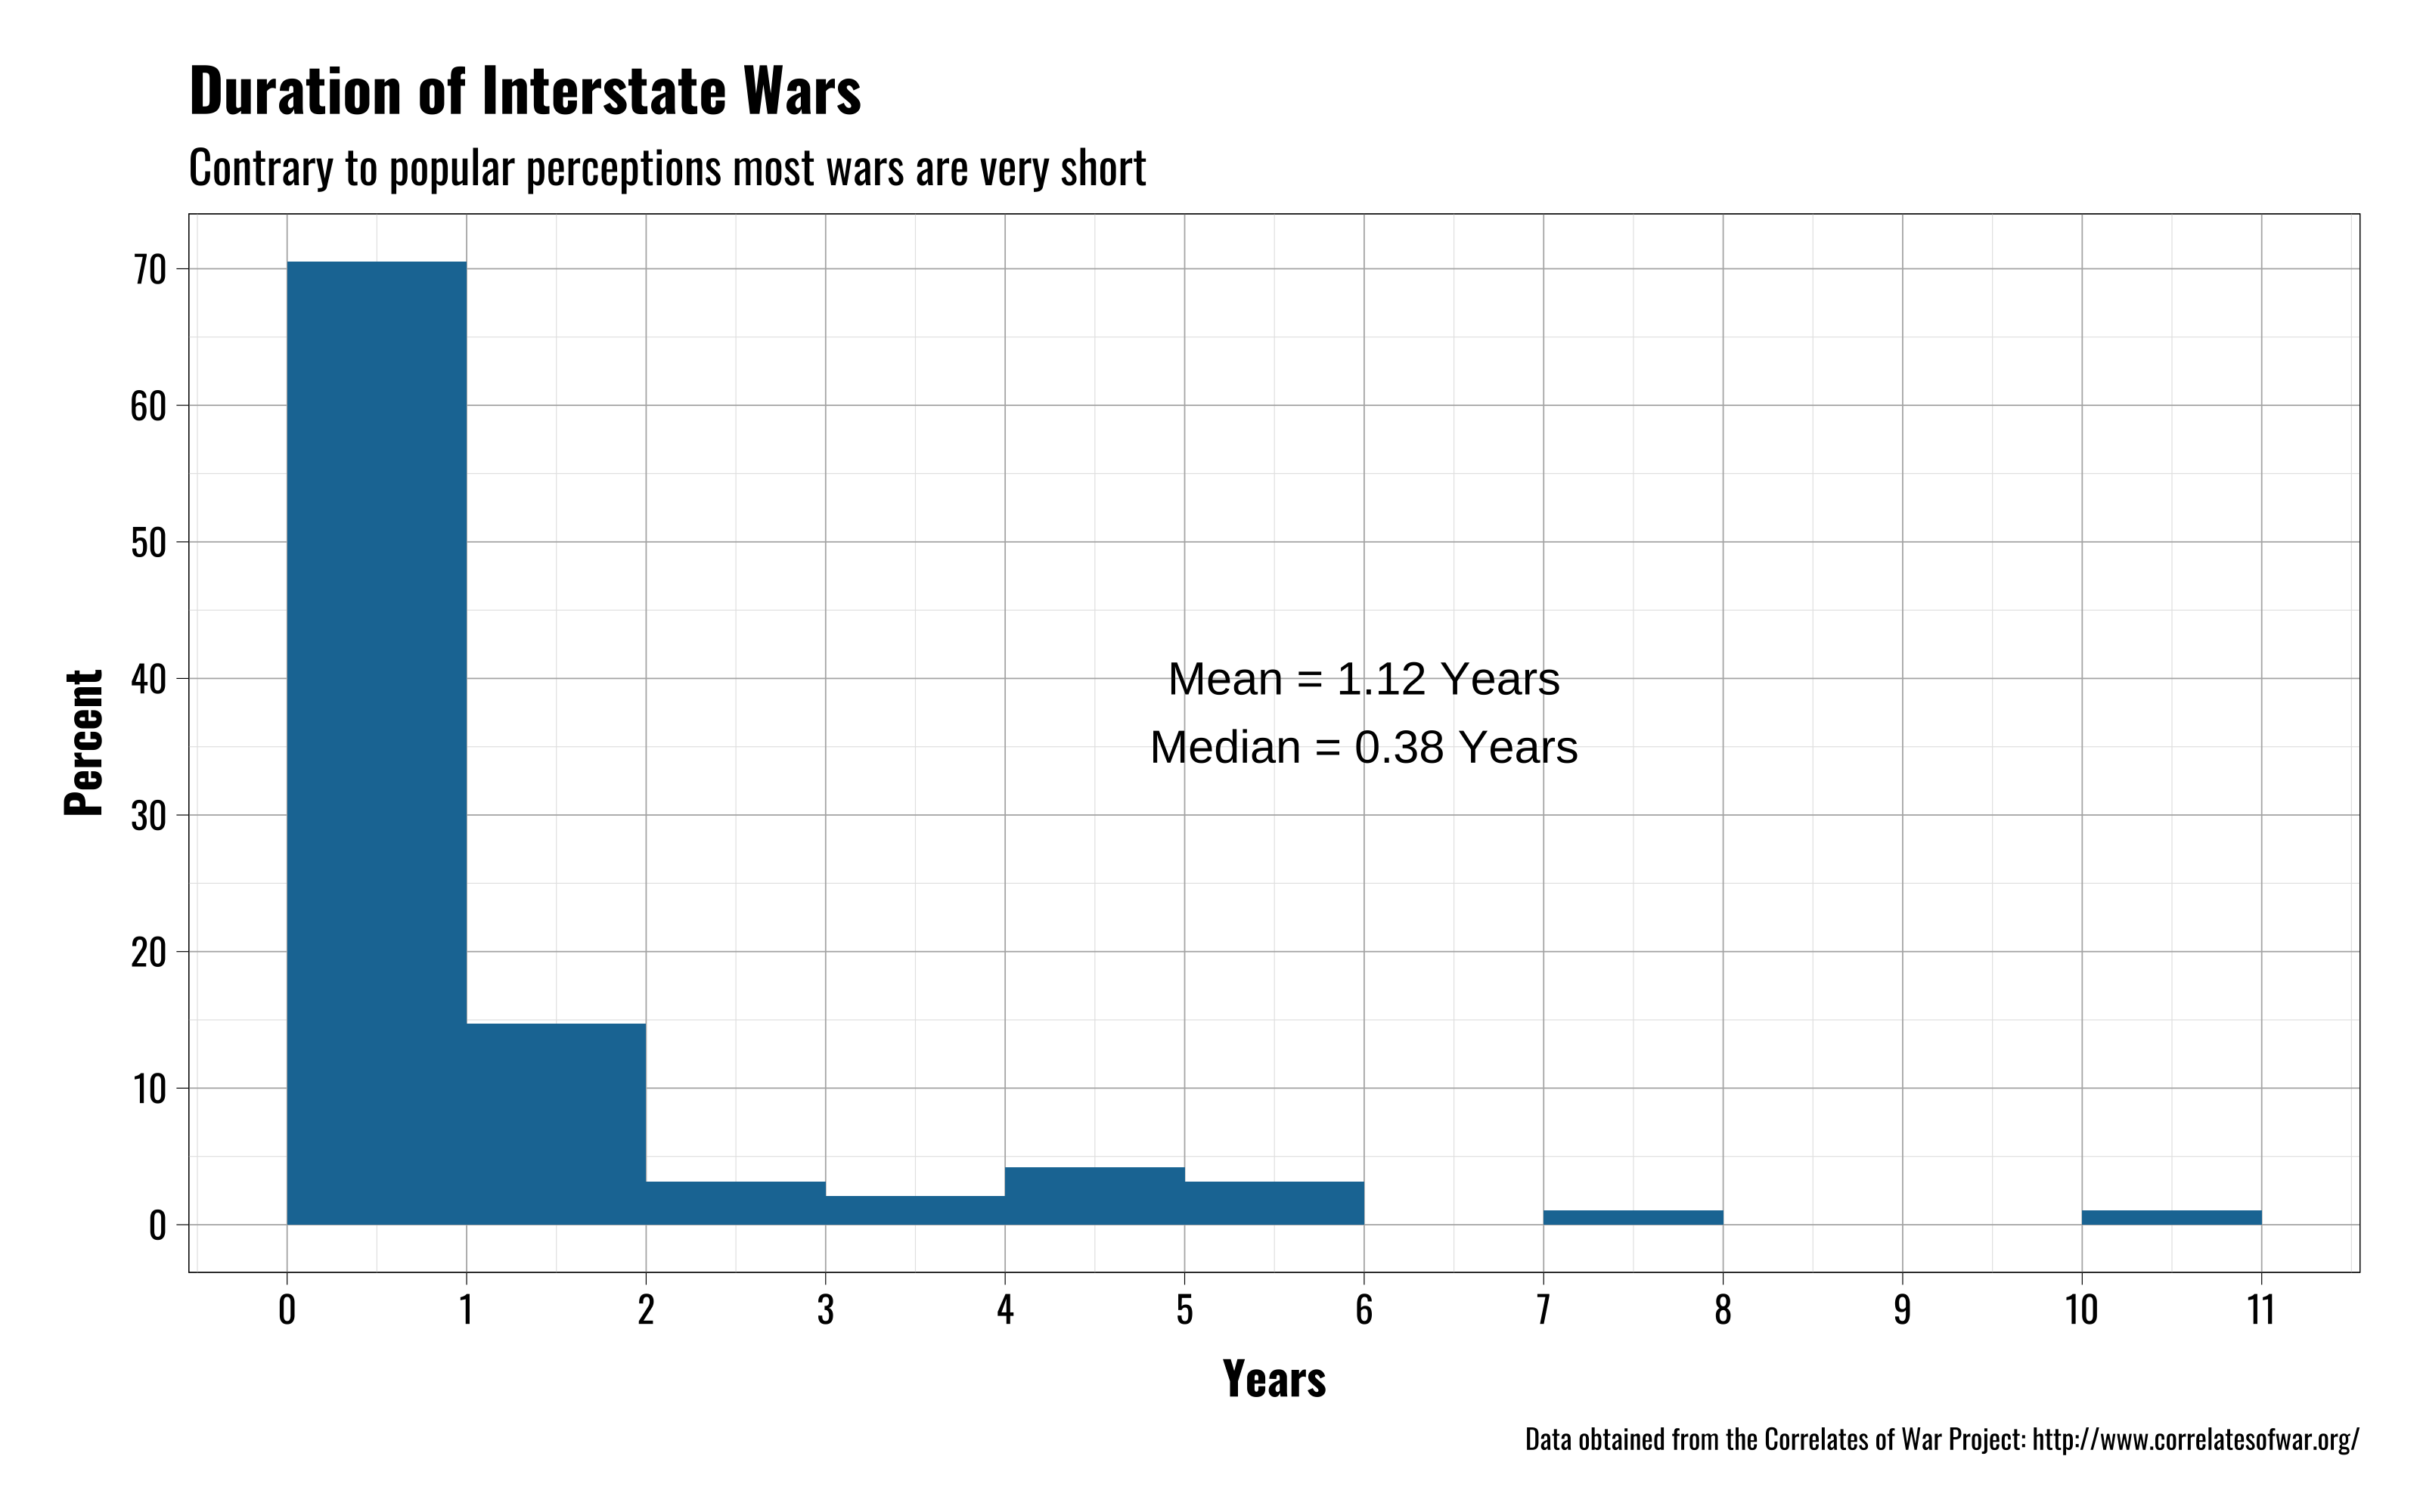 Duration of Interstate Wars
Contrary to popular perceptions most wars are very short
70
60
50
40
30
20
10
0
Percent
Mean = 1.12 Years
Median = 0.38 Years
0 1 2 3 4 5 6 7 8 9 10 11
Years
Data obtained from the Correlates of War Project: http://www.correlatesofwar.org/